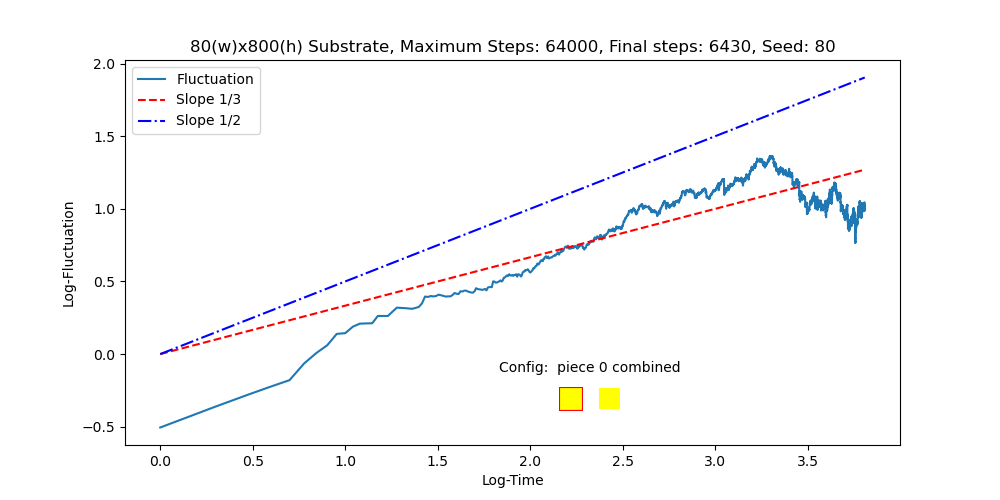 80(w)x800(h) Substrate, Maximum Steps: 64000, Final steps: 6430, Seed: 80
2.0
1.5
1.0
0.5
0.0
−0.5
Log-Fluctuation
Fluctuation
Slope 1/3
Slope 1/2
Config:  piece 0 combined
0.0 0.5 1.0 1.5 2.0 2.5 3.0 3.5
Log-Time